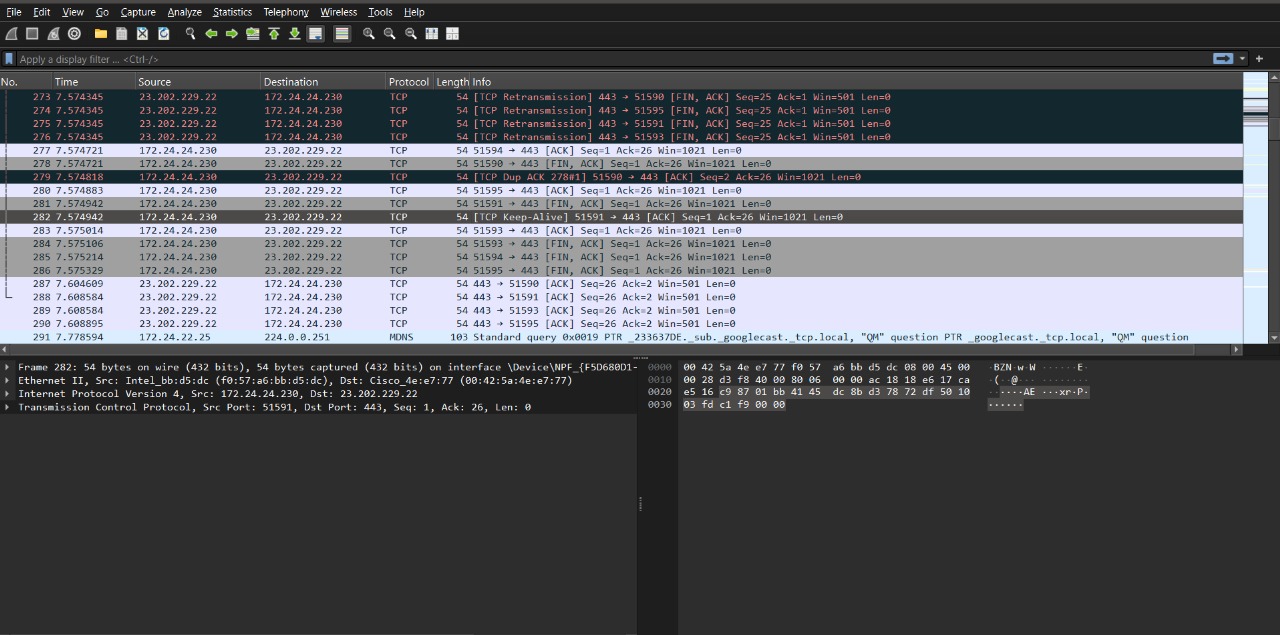 File Edit View Go Capture Analyze Statistics Telephony Wireless Tools Help
Apply a display filter ... <Ctrl-/>
No. Time Source Destination Protocol Length Info
273 7.574345 23.202.229.22 172.24.24.230 TCP 54 [TCP Retransmission] 443 → 51590 [FIN, ACK] Seq=25 Ack=1 Win=501 Len=0
274 7.574345 23.202.229.22 172.24.24.230 TCP 54 [TCP Retransmission] 443 → 51595 [FIN, ACK] Seq=25 Ack=1 Win=501 Len=0
275 7.574345 23.202.229.22 172.24.24.230 TCP 54 [TCP Retransmission] 443 → 51591 [FIN, ACK] Seq=25 Ack=1 Win=501 Len=0
276 7.574345 23.202.229.22 172.24.24.230 TCP 54 [TCP Retransmission] 443 → 51593 [FIN, ACK] Seq=25 Ack=1 Win=501 Len=0
277 7.574721 172.24.24.230 23.202.229.22 TCP 54 51594 → 443 [ACK] Seq=1 Ack=26 Win=1021 Len=0
278 7.574721 172.24.24.230 23.202.229.22 TCP 54 51590 → 443 [FIN, ACK] Seq=1 Ack=26 Win=1021 Len=0
279 7.574818 172.24.24.230 23.202.229.22 TCP 54 [TCP Dup ACK 278#1] 51590 → 443 [ACK] Seq=2 Ack=26 Win=1021 Len=0
280 7.574883 172.24.24.230 23.202.229.22 TCP 54 51595 → 443 [ACK] Seq=1 Ack=26 Win=1021 Len=0
281 7.574942 172.24.24.230 23.202.229.22 TCP 54 51591 → 443 [FIN, ACK] Seq=1 Ack=26 Win=1021 Len=0
282 7.574942 172.24.24.230 23.202.229.22 TCP 54 [TCP Keep-Alive] 51591 → 443 [ACK] Seq=1 Ack=26 Win=1021 Len=0
283 7.575014 172.24.24.230 23.202.229.22 TCP 54 51593 → 443 [ACK] Seq=1 Ack=26 Win=1021 Len=0
284 7.575106 172.24.24.230 23.202.229.22 TCP 54 51593 → 443 [FIN, ACK] Seq=1 Ack=26 Win=1021 Len=0
285 7.575214 172.24.24.230 23.202.229.22 TCP 54 51591 → 443 [FIN, ACK] Seq=1 Ack=26 Win=1021 Len=0
286 7.575329 172.24.24.230 23.202.229.22 TCP 54 51595 → 443 [FIN, ACK] Seq=1 Ack=26 Win=1021 Len=0
287 7.604609 23.202.229.22 172.24.24.230 TCP 54 443 → 51590 [ACK] Seq=26 Ack=2 Win=501 Len=0
288 7.608584 23.202.229.22 172.24.24.230 TCP 54 443 → 51591 [ACK] Seq=26 Ack=2 Win=501 Len=0
289 7.608584 23.202.229.22 172.24.24.230 TCP 54 443 → 51593 [ACK] Seq=26 Ack=2 Win=501 Len=0
290 7.608895 23.202.229.22 172.24.24.230 TCP 54 443 → 51595 [ACK] Seq=26 Ack=2 Win=501 Len=0
291 7.778594 172.24.22.25 224.0.0.251 MDNS 103 Standard query 0x0019 PTR _233637DE._sub._googlecast._tcp.local, "QM" question PTR _googlecast._tcp.local, "QM" question
Frame 282: 54 bytes on wire (432 bits), 54 bytes captured (432 bits) on interface \Device\NPF_{F5D680D1-
Ethernet II, Src: Intel_bb:d5:dc (f0:57:a6:bb:d5:dc), Dst: Cisco_4e:e7:77 (00:42:5a:4e:e7:77)
Internet Protocol Version 4, Src: 172.24.24.230, Dst: 23.202.229.22
Transmission Control Protocol, Src Port: 51591, Dst Port: 443, Seq: 1, Ack: 26, Len: 0
0000 00 42 5a 4e e7 77 f0 57 a6 bb d5 dc 08 00 45 00 ·BZN·w·W ······E·
0010 00 28 d3 f8 40 00 80 06 00 00 ac 18 18 e6 17 ca ·(··@··· ········
0020 e5 16 c9 87 01 bb 41 45 dc 8b d3 78 72 df 50 10 ······AE ···xr·P·
0030 03 fd c1 f9 00 00 ······